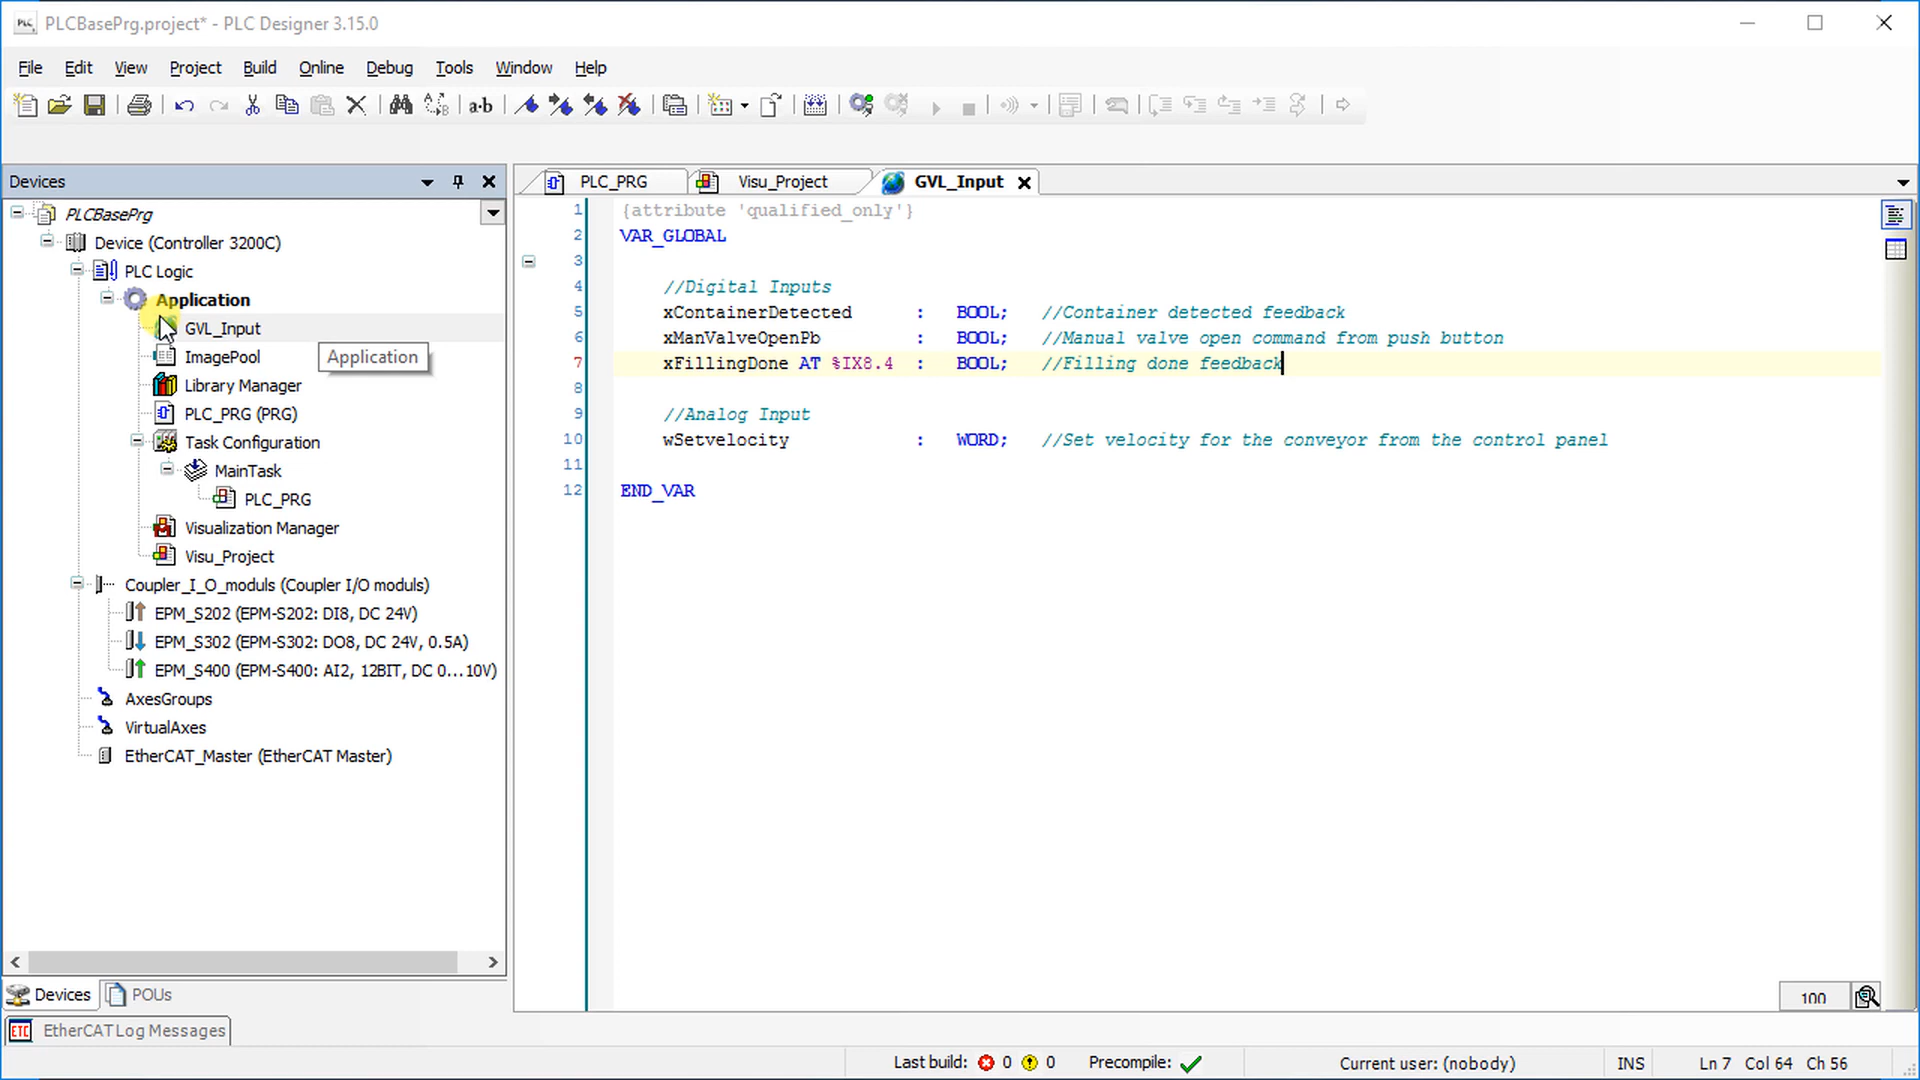 PLCBasePrg.project* - PLC Designer 3.15.0
File Edit View Project Build Online Debug Tools Window Help
Devices
PLCBasePrg
Device (Controller 3200C)
PLC Logic
Application
GVL_Input
ImagePool
Application
Library Manager
PLC_PRG (PRG)
Task Configuration
MainTask
PLC_PRG
Visualization Manager
Visu_Project
Coupler_I_O_moduls (Coupler I/O moduls)
EPM_S202 (EPM-S202: DI8, DC 24V)
EPM_S302 (EPM-S302: DO8, DC 24V, 0.5A)
EPM_S400 (EPM-S400: AI2, 12BIT, DC 0...10V)
AxesGroups
VirtualAxes
EtherCAT_Master (EtherCAT Master)
Devices POUs
EtherCAT Log Messages
PLC_PRG Visu_Project GVL_Input
1 {attribute 'qualified_only'}
2 VAR_GLOBAL
3
4 //Digital Inputs
5 xContainerDetected : BOOL; //Container detected feedback
6 xManValveOpenPb : BOOL; //Manual valve open command from push button
7 xFillingDone AT %IX8.4 : BOOL; //Filling done feedback
8
9 //Analog Input
10 wSetvelocity : WORD; //Set velocity for the conveyor from the control panel
11
12 END_VAR
100
Last build: 0 0 Precompile: Current user: (nobody) INS Ln 7 Col 64 Ch 56